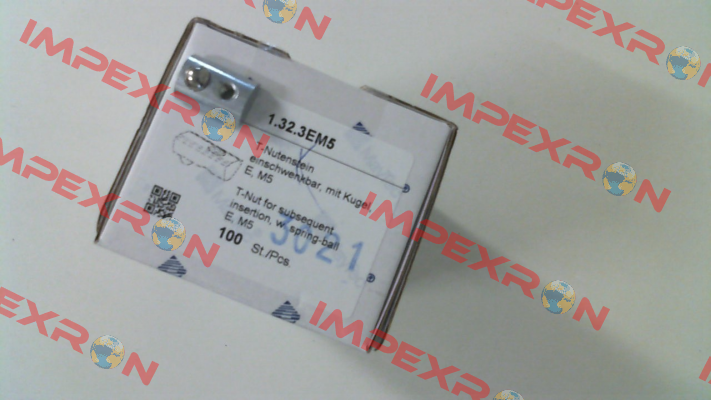 IMPEXRON
IMPEXRON
IMPEXRON
IMPEXRON
1.32.3EM5
T-Nutenstein
einschwenkbar, mit Kugel
E, M5
T-Nut for subsequent
insertion, w. spring-ball
E, M5
100 St./Pcs.
3021
IMPEXRON
IMPEXRON
IMPEXRON